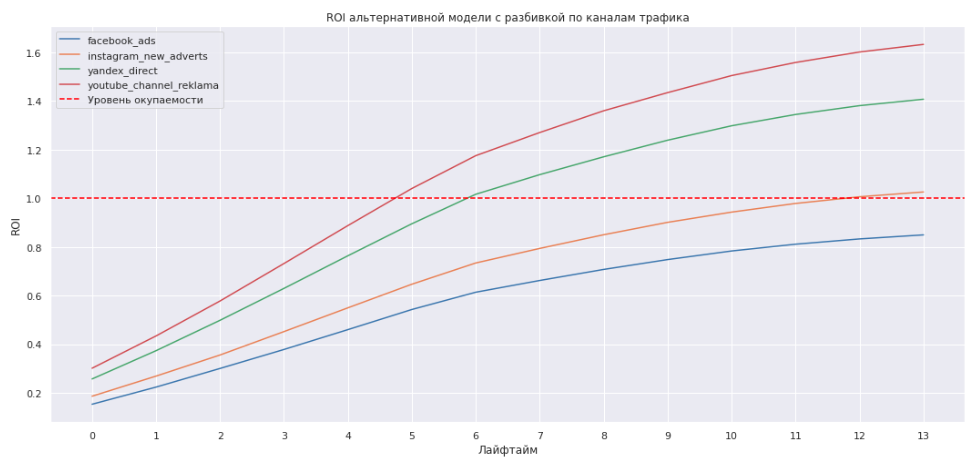 ROI альтернативной модели с разбивкой по каналам трафика
facebook_ads
instagram_new_adverts
yandex_direct
youtube_channel_reklama
Уровень окупаемости
1.6
1.4
1.2
1.0
0.8
0.6
0.4
0.2
ROI
0 1 2 3 4 5 6 7 8 9 10 11 12 13
Лайфтайм